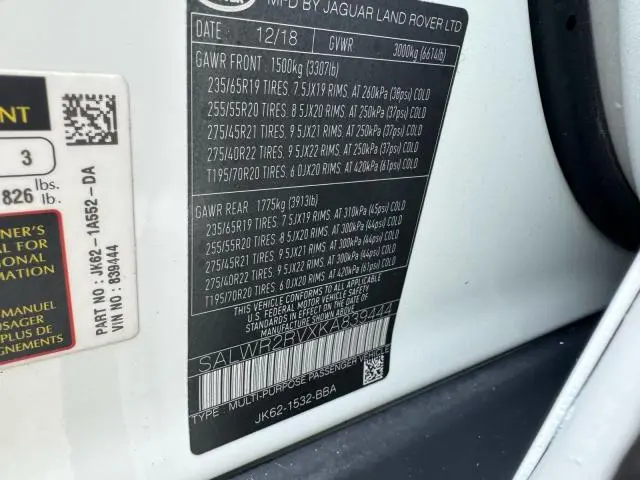 ROVER
MFD BY JAGUAR LAND ROVER LTD
DATE : 12/18 GVWR 3000kg (6614lb)
GAWR FRONT : 1500kg (3307lb)
235/65R19 TIRES. 7.5JX19 RIMS. AT 260kPa (38psi) COLD
255/55R20 TIRES. 8.5JX20 RIMS. AT 250kPa (37psi) COLD
275/45R21 TIRES. 9.5JX21 RIMS. AT 250kPa (37psi) COLD
275/40R22 TIRES. 9.5JX22 RIMS. AT 250kPa (37psi) COLD
T195/70R20 TIRES. 6.0JX20 RIMS. AT 420kPa (61psi) COLD
GAWR REAR : 1775kg (3913lb)
235/65R19 TIRES. 7.5JX19 RIMS. AT 310kPa (45psi) COLD
255/55R20 TIRES. 8.5JX20 RIMS. AT 300kPa (44psi) COLD
275/45R21 TIRES. 9.5JX21 RIMS. AT 300kPa (44psi) COLD
275/40R22 TIRES. 9.5JX22 RIMS. AT 300kPa (44psi) COLD
T195/70R20 TIRES. 6.0JX20 RIMS. AT 420kPa (61psi) COLD
THIS VEHICLE CONFORMS TO ALL APPLICABLE
U.S. FEDERAL MOTOR VEHICLE SAFETY
STANDARDS IN EFFECT ON THE DATE OF
MANUFACTURE SHOWN ABOVE.
SALWR2RVXKA839444
TYPE : MULTI-PURPOSE PASSENGER VEHICLE
JK62-1532-BBA
ENT
3
826 lbs.
lb.
NER'S
AL FOR
TIONAL
RMATION
MANUEL
USAGER
PLUS DE
GNEMENTS
PART NO : JK62-1A552-DA
VIN NO : 839444